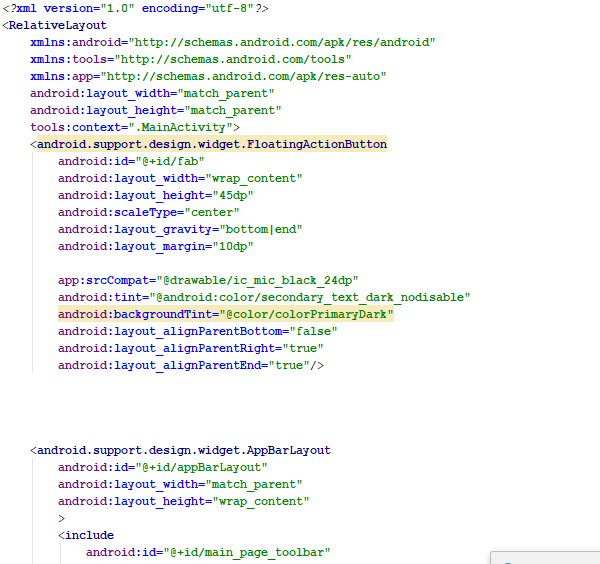 <?xml version="1.0" encoding="utf-8"?>
<RelativeLayout
xmlns:android="http://schemas.android.com/apk/res/android"
xmlns:tools="http://schemas.android.com/tools"
xmlns:app="http://schemas.android.com/apk/res-auto"
android:layout_width="match_parent"
android:layout_height="match_parent"
tools:context=".MainActivity">
<android.support.design.widget.FloatingActionButton
android:id="@+id/fab"
android:layout_width="wrap_content"
android:layout_height="45dp"
android:scaleType="center"
android:layout_gravity="bottom|end"
android:layout_margin="10dp"
app:srcCompat="@drawable/ic_mic_black_24dp"
android:tint="@android:color/secondary_text_dark_nodisable"
android:backgroundTint="@color/colorPrimaryDark"
android:layout_alignParentBottom="false"
android:layout_alignParentRight="true"
android:layout_alignParentEnd="true"/>
<android.support.design.widget.AppBarLayout
android:id="@+id/appBarLayout"
android:layout_width="match_parent"
android:layout_height="wrap_content"
>
<include
android:id="@+id/main_page_toolbar"